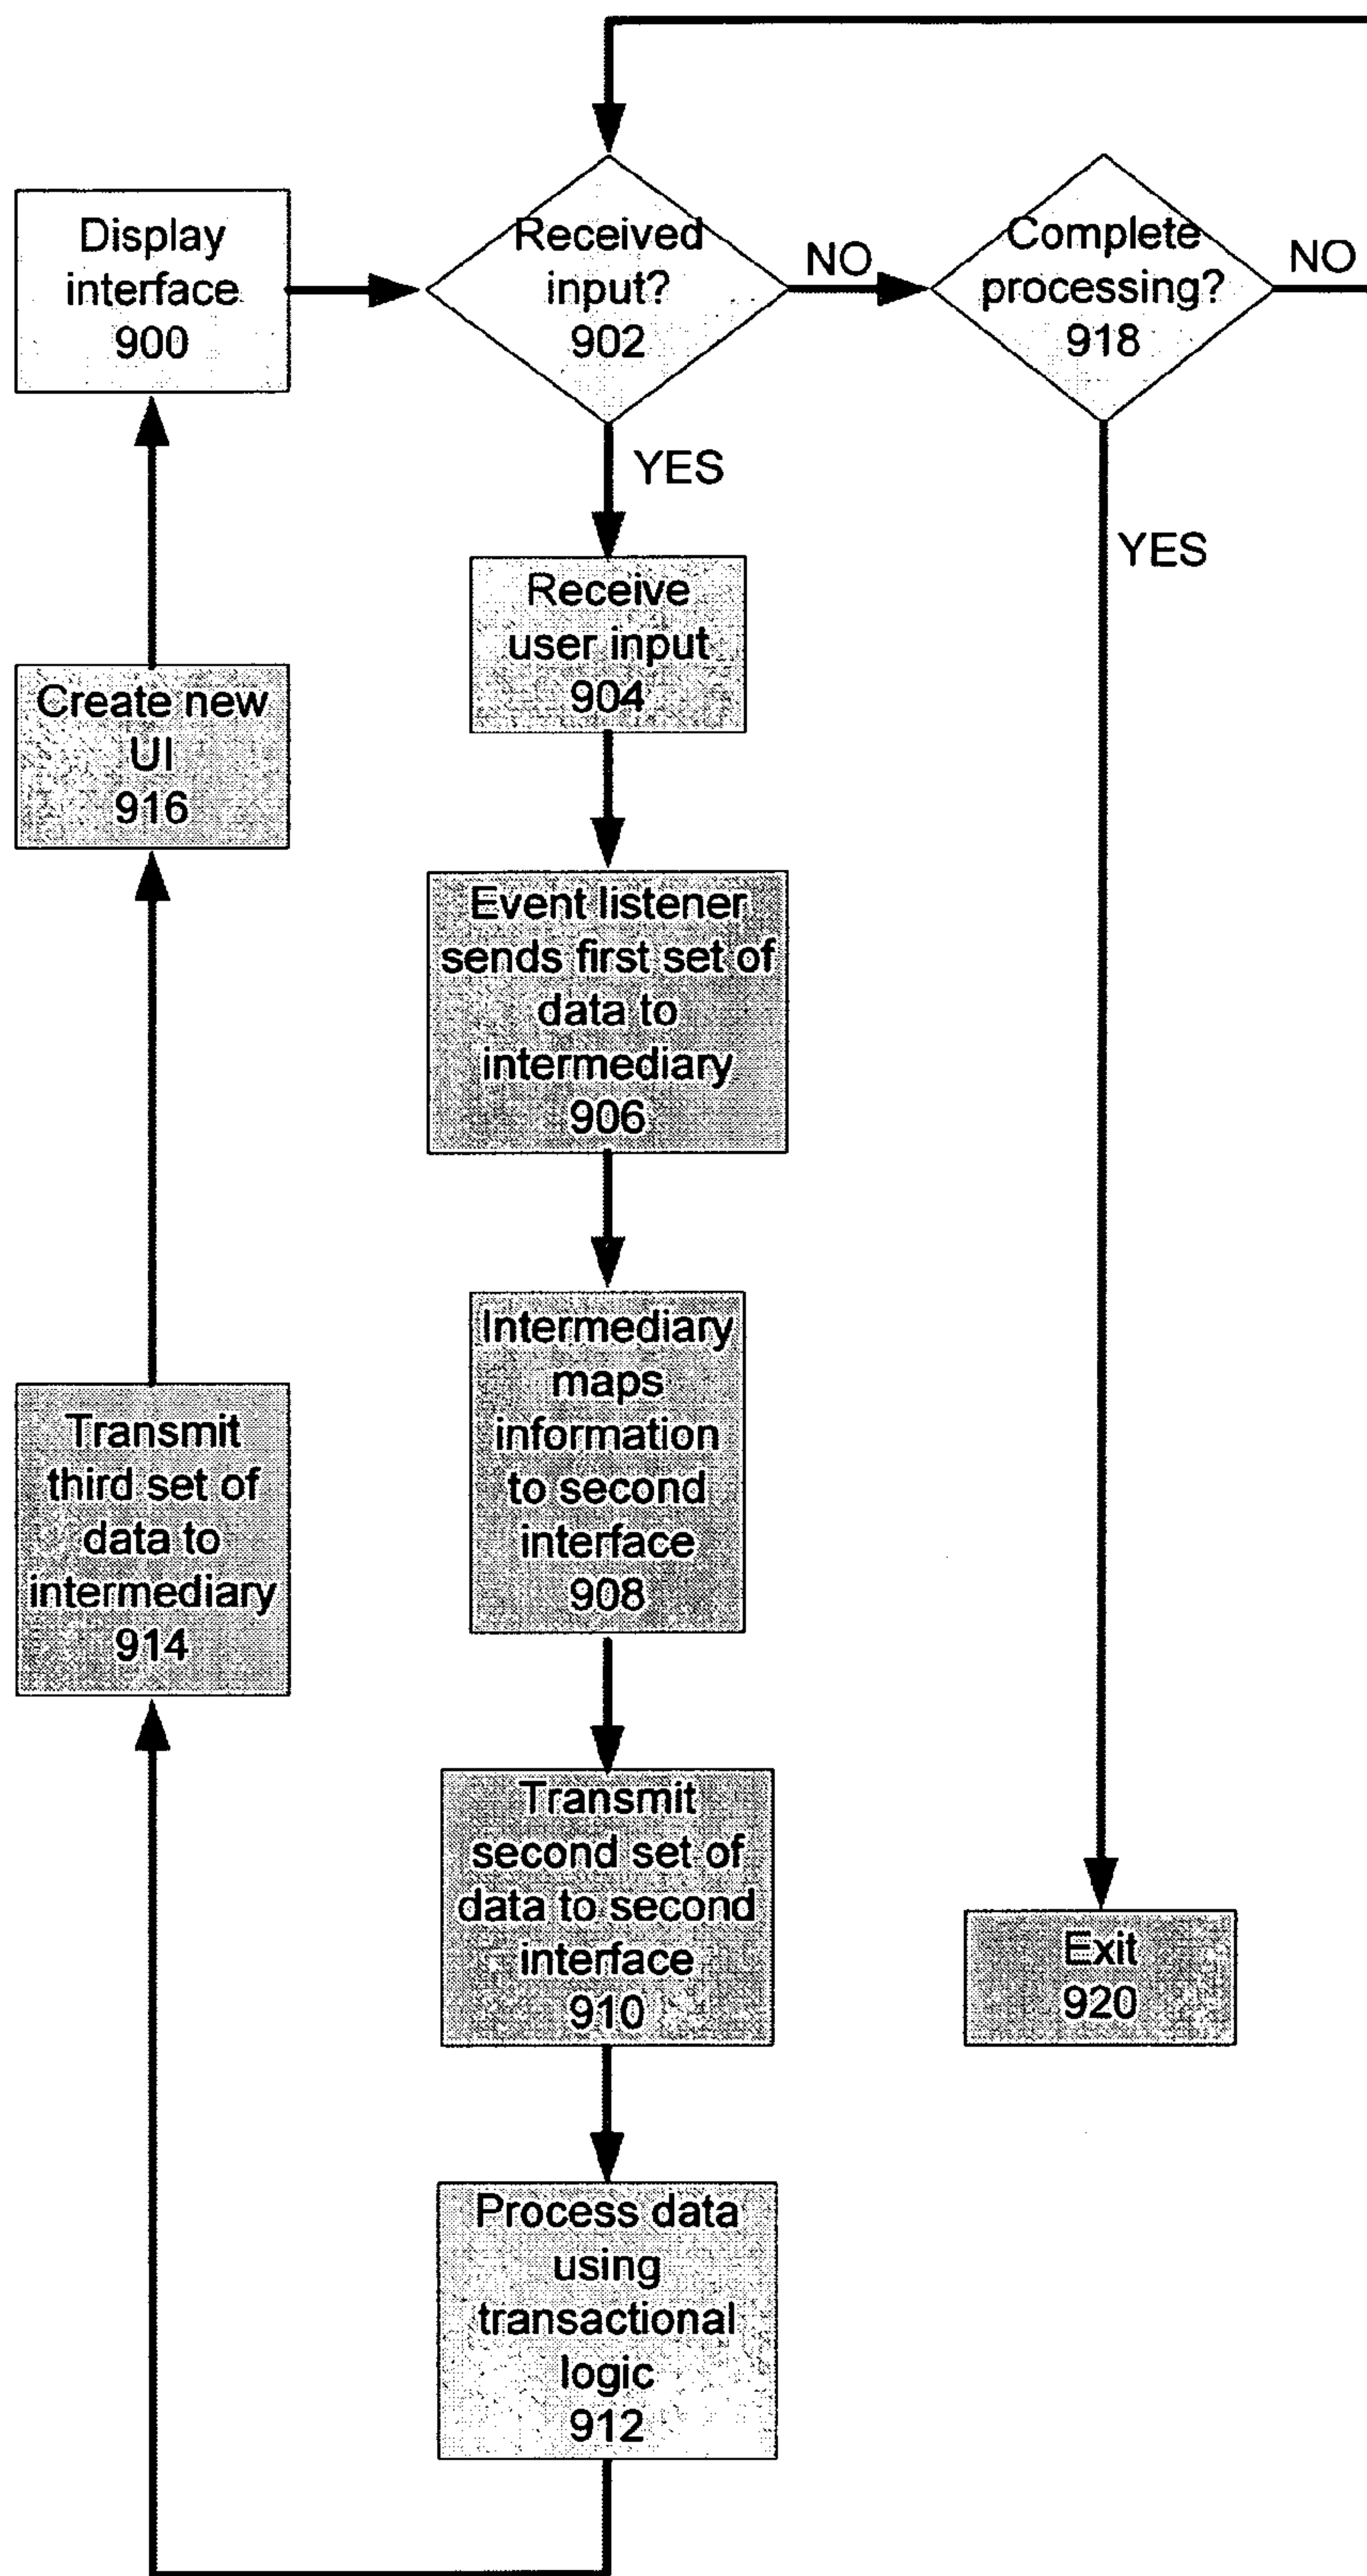 Display
interface
900
Received
input?
902
NO
Complete
processing?
918
NO
YES
YES
Receive
user input
904
Create new
UI
916
Event listener
sends first set of
data to
intermediary
906
Intermediary
maps
information
to second
interface
908
Transmit
third set of
data to
intermediary
914
Transmit
second set of
data to second
interface
910
Exit
920
Process data
using
transactional
logic
912